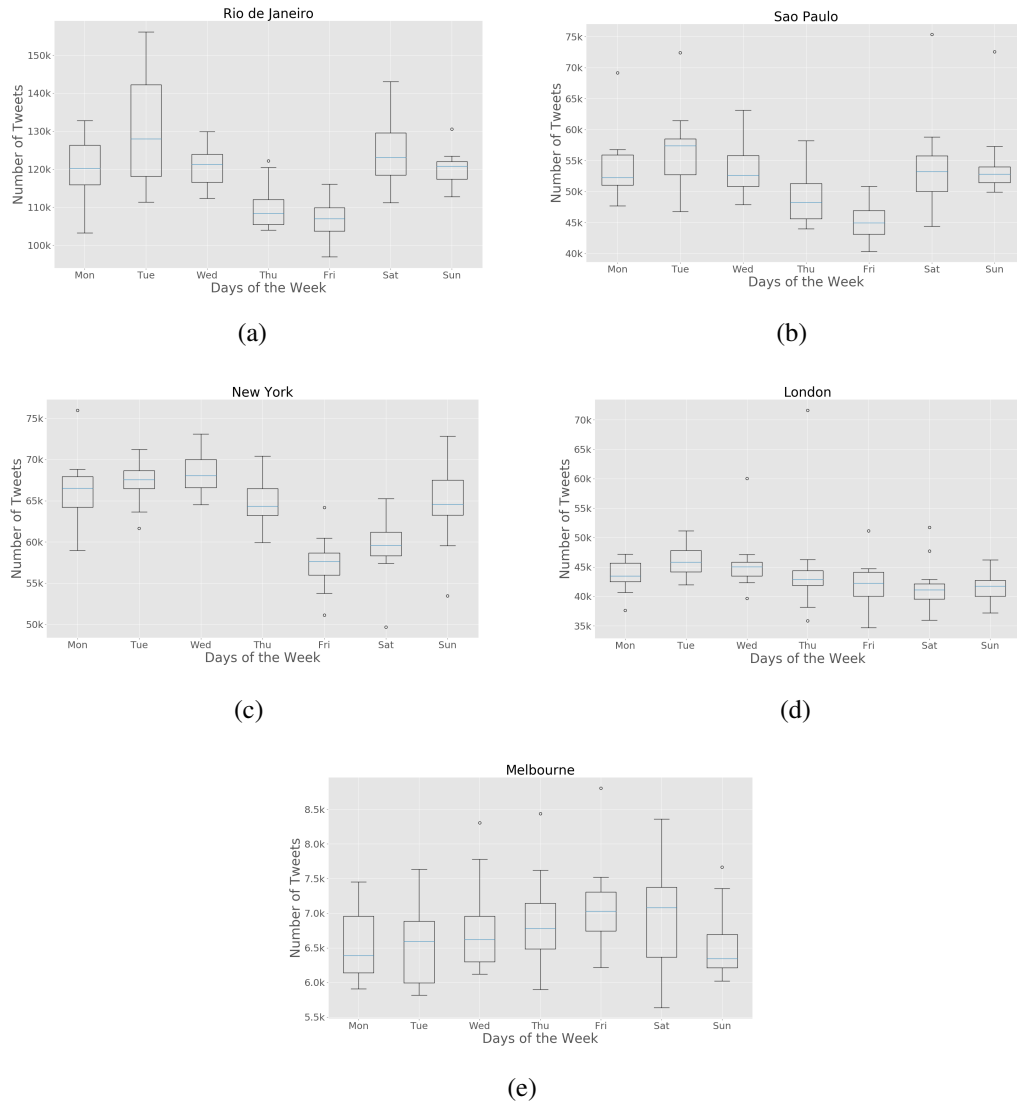 Rio de Janeiro
Number of Tweets
150k
140k
130k
120k
110k
100k
Mon Tue Wed Thu Fri Sat Sun
Days of the Week
(a)
Sao Paulo
Number of Tweets
75k
70k
65k
60k
55k
50k
45k
40k
Mon Tue Wed Thu Fri Sat Sun
Days of the Week
(b)
New York
Number of Tweets
75k
70k
65k
60k
55k
50k
Mon Tue Wed Thu Fri Sat Sun
Days of the Week
(c)
London
Number of Tweets
70k
65k
60k
55k
50k
45k
40k
35k
Mon Tue Wed Thu Fri Sat Sun
Days of the Week
(d)
Melbourne
Number of Tweets
8.5k
8.0k
7.5k
7.0k
6.5k
6.0k
5.5k
Mon Tue Wed Thu Fri Sat Sun
Days of the Week
(e)